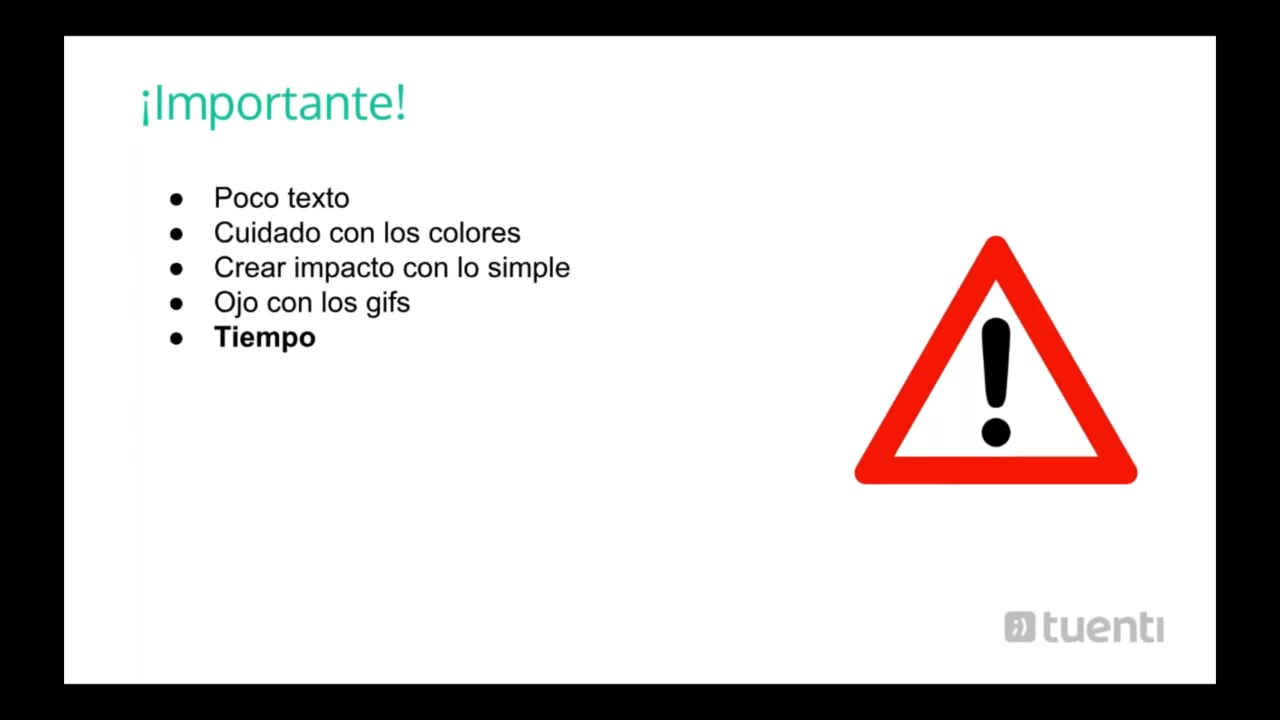 ¡Importante!
● Poco texto
● Cuidado con los colores
● Crear impacto con lo simple
● Ojo con los gifs
● Tiempo
;) tuenti